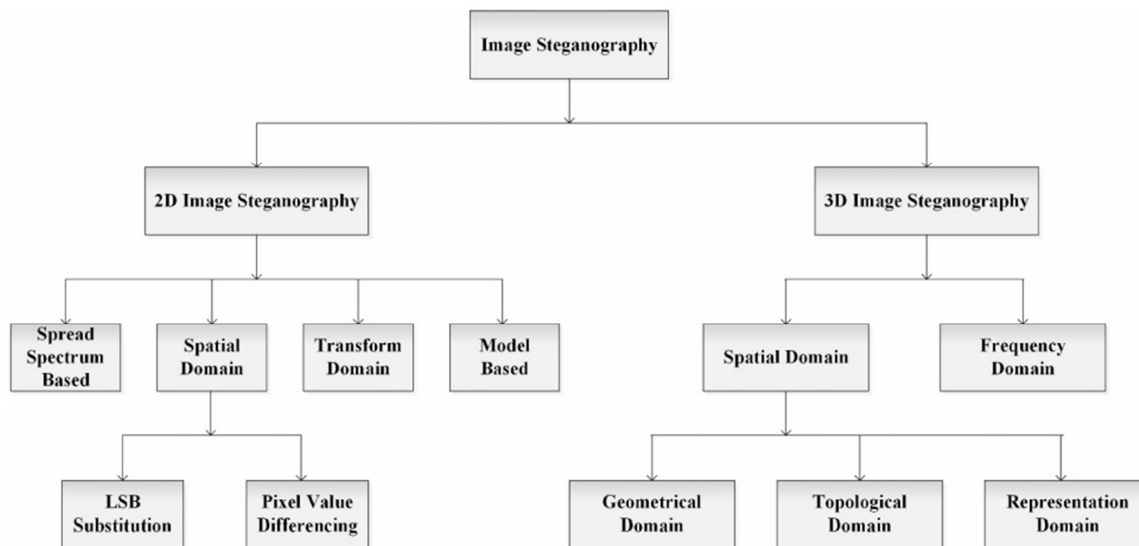 Image Steganography
2D Image Steganography
3D Image Steganography
Spread
Spectrum
Based
Spatial
Domain
Transform
Domain
Model
Based
Spatial Domain
Frequency
Domain
LSB
Substitution
Pixel Value
Differencing
Geometrical
Domain
Topological
Domain
Representation
Domain